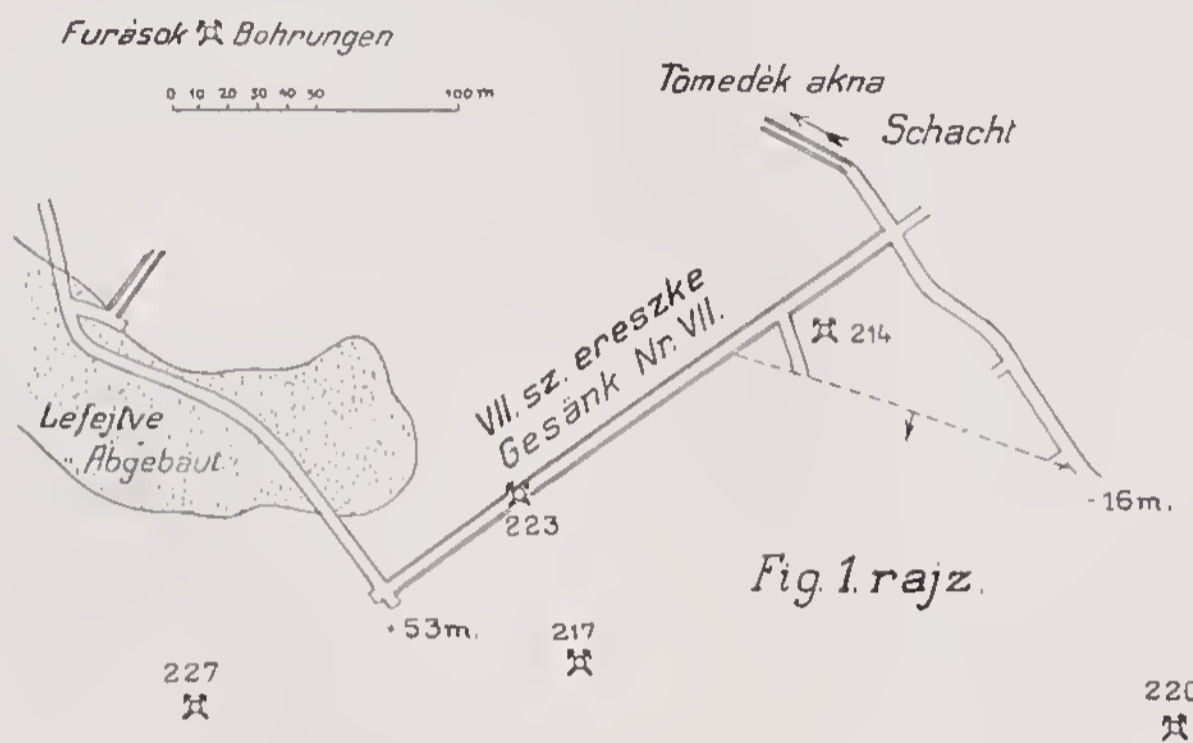 Furások Bohrungen
0 10 20 30 40 50 100 m
Tömedék akna
Schacht
VII. sz. ereszke
Gesänk Nr. VII.
214
Lefejtve
Abgebaut
223
-16m.
Fig. 1. rajz.
+53m.
217
227
220